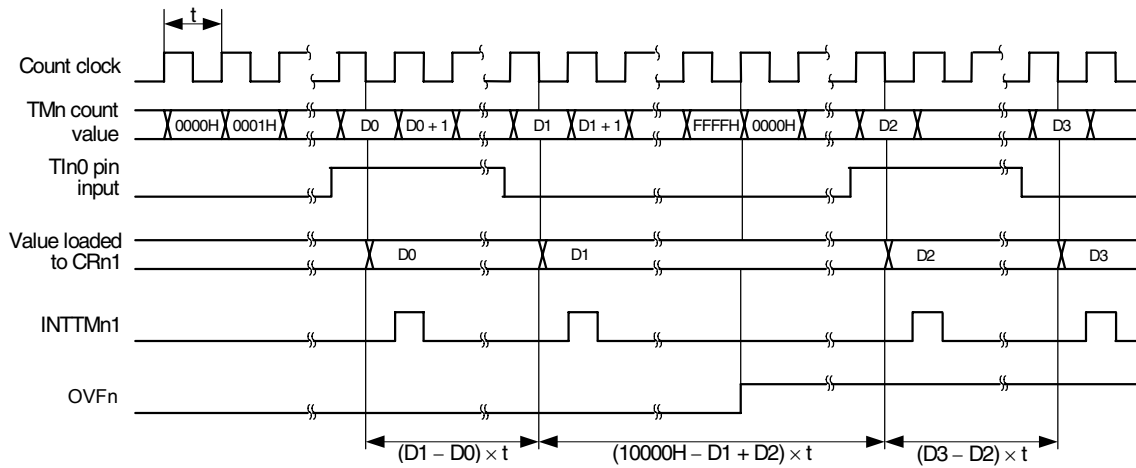 t
Count clock
TMn count
value
0000H 0001H D0 D0 + 1 D1 D1 + 1 FFFFH 0000H D2 D3
TIn0 pin
input
Value loaded
to CRn1
D0 D1 D2 D3
INTTMn1
OVFn
(D1 – D0) × t (10000H – D1 + D2) × t (D3 – D2) × t